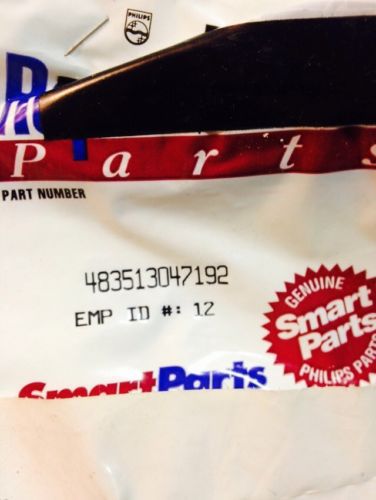 PHILIPS
Parts
PART NUMBER
483513047192
EMP ID #: 12
GENUINE
Smart
Parts
PHILIPS PARTS
SmartParts